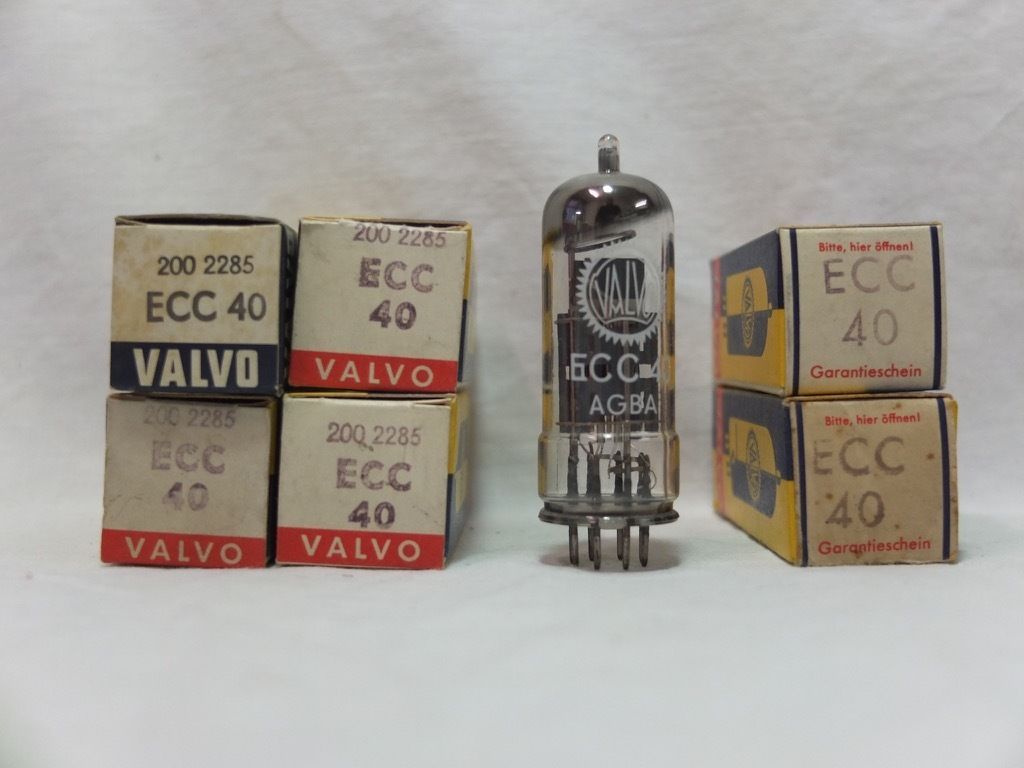 200 2285
ECC 40
VALVO
200 2285
ECC
40
VALVO
200 2285
ECC
40
VALVO
200 2285
ECC
40
VALVO
VALVO
ECC 4
AGBA
Bitte, hier öffnen!
ECC
40
Garantieschein
Bitte, hier öffnen!
ECC
40
Garantieschein